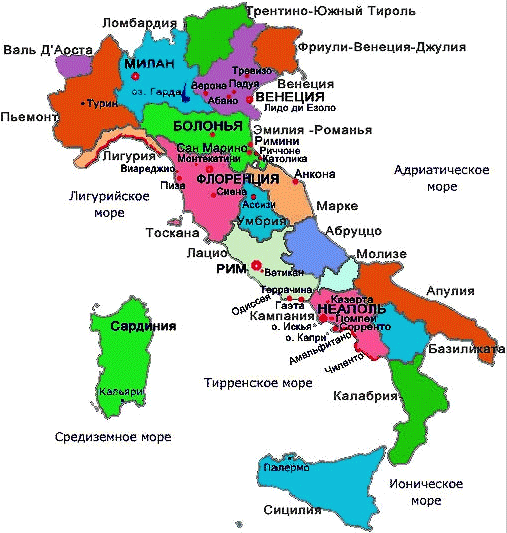 Трентино-Южный Тироль
Ломбардия
Фриули-Венеция-Джулия
Валь Д'Аоста
МИЛАН
Тревизо
Венеция
оз. Гарда
Верона
Падуя
Абано
ВЕНЕЦИЯ
Лидо ди Езоло
Турин
Пьемонт
БОЛОНЬЯ
Эмилия -Романья
Римини
Сан Марино
Риччоне
Католика
Лигурия
Монтекатини
Виареджио
ФЛОРЕНЦИЯ
Анкона
Адриатическое
море
Пиза
Сиена
Лигурийское
море
Ассизи
Умбрия
Марке
Тоскана
Абруццо
Лацио
Молизе
РИМ
Ватикан
Террачина
Апулия
Одиссея
Гаэта
Казерта
НЕАПОЛЬ
Кампания
Помпеи
о. Искья
Сорренто
о. Капри
Амальфитано
Базиликата
Чиленто
Сардиния
Тирренское море
Кальяри
Калабрия
Средиземное море
Палермо
Ионическое
море
Сицилия